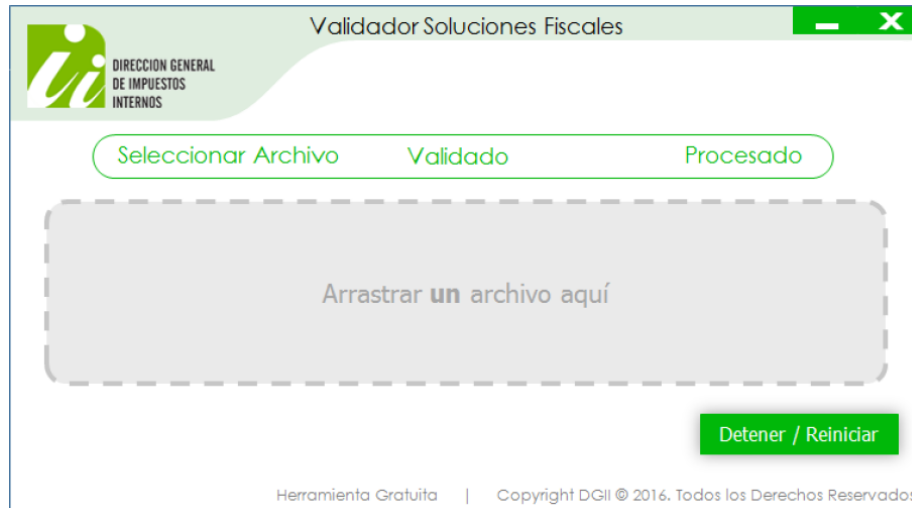 Validador Soluciones Fiscales
DIRECCION GENERAL
DE IMPUESTOS
INTERNOS
Seleccionar Archivo Validado Procesado
Arrastrar un archivo aquí
Detener / Reiniciar
Herramienta Gratuita | Copyright DGII © 2016. Todos los Derechos Reservados